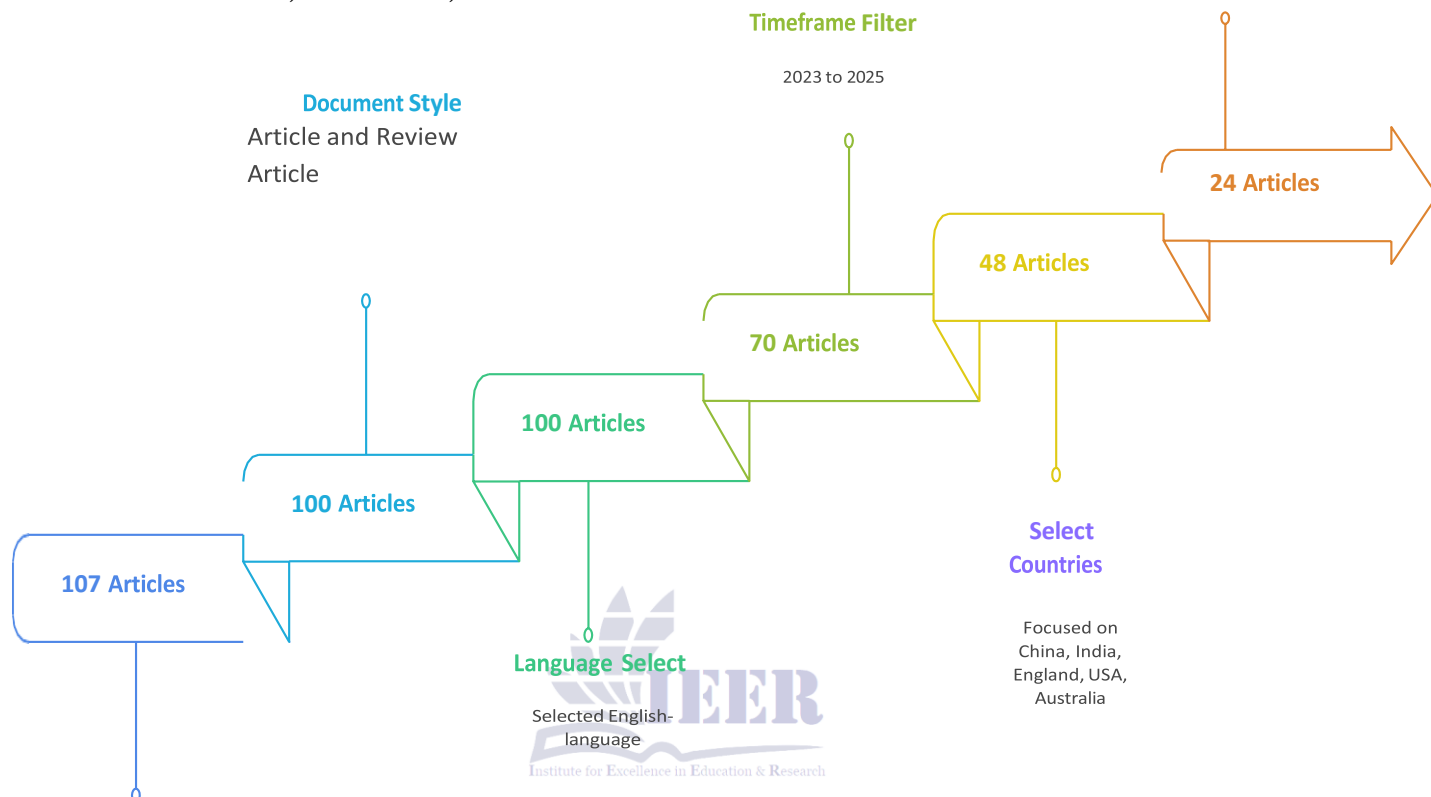 Timeframe Filter
2023 to 2025
Document Style
Article and Review
Article
24 Articles
48 Articles
70 Articles
100 Articles
100 Articles
107 Articles
Select
Countries
Focused on
China, India,
England, USA,
Australia
Language Select
Selected English-
language
IEER
Institute for Excellence in Education & Research